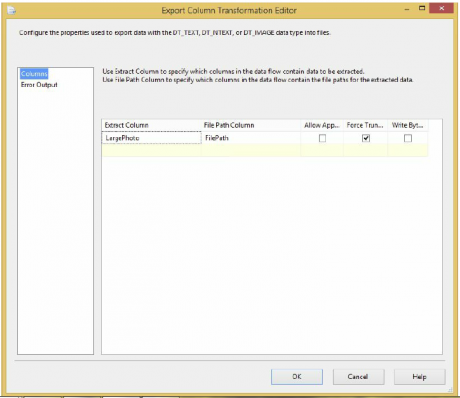 Export Column Transformation Editor
Configure the properties used to export data with the DT_TEXT, DT_NTEXT, or DT_IMAGE data type into files.
Columns
Error Output
Use Extract Column to specify which columns in the data flow contain data to be extracted.
Use File Path Column to specify which columns in the data flow contain the file paths for the extracted data.
Extract Column File Path Column Allow App... Force Trun... Write Byt...
LargePhoto FilePath
OK Cancel Help